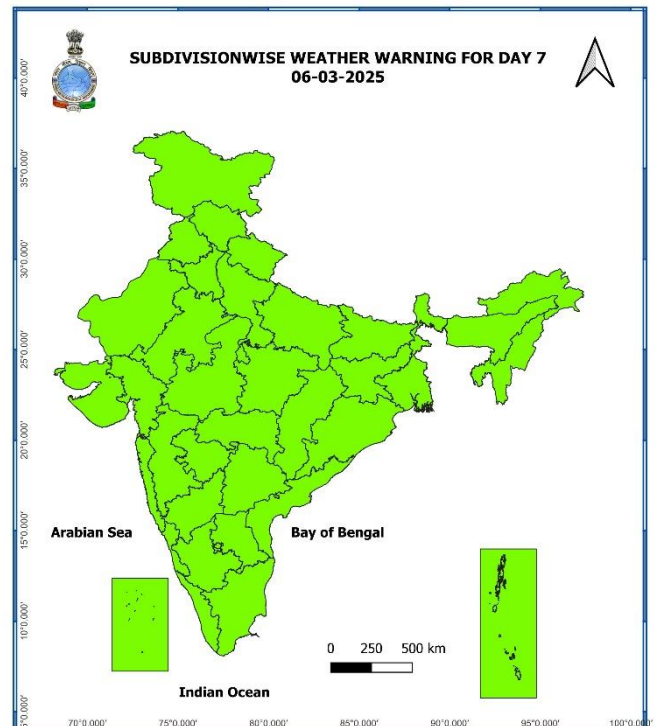 SUBDIVISIONWISE WEATHER WARNING FOR DAY 7
06-03-2025
40°0.000'
35°0.000'
30°0.000'
25°0.000'
20°0.000'
15°0.000'
10°0.000'
5°0.000'
Arabian Sea
Bay of Bengal
0 250 500 km
Indian Ocean
70°0.000' 75°0.000' 80°0.000' 85°0.000' 90°0.000' 95°0.000' 100°0.000'